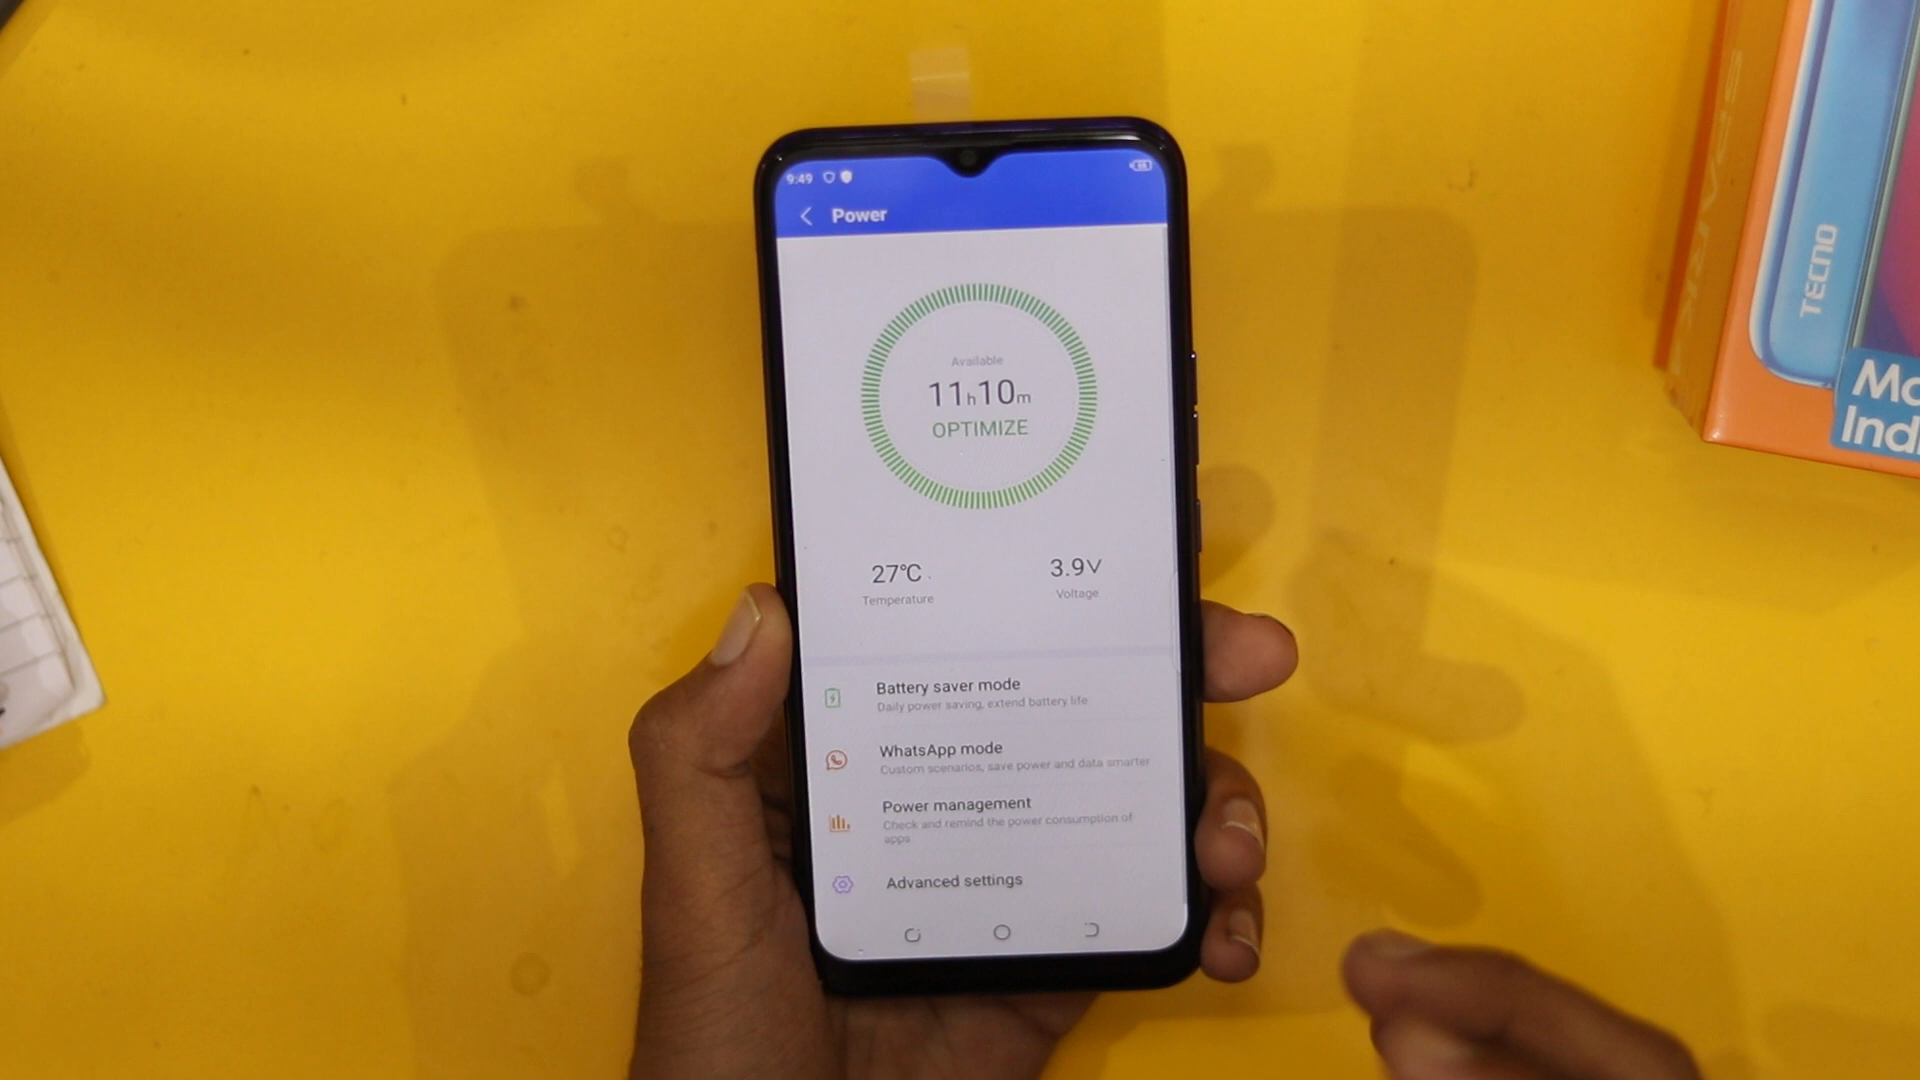 9:49
Power
Available
11h10m
OPTIMIZE
27°C
Temperature
3.9V
Voltage
Battery saver mode
Daily power saving, extend battery life
WhatsApp mode
Custom scenarios, save power and data smarter
Power management
Check and remind the power consumption of
apps
Advanced settings
SPARK
TECNO